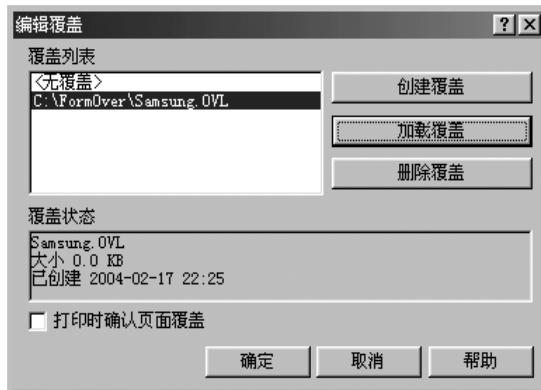 编辑覆盖
覆盖列表
<无覆盖>
C:\FormOver\Samsung.OVL
创建覆盖
加载覆盖
删除覆盖
覆盖状态
Samsung.OVL
大小 0.0 KB
已创建 2004-02-17 22:25
打印时确认页面覆盖
确定
取消
帮助